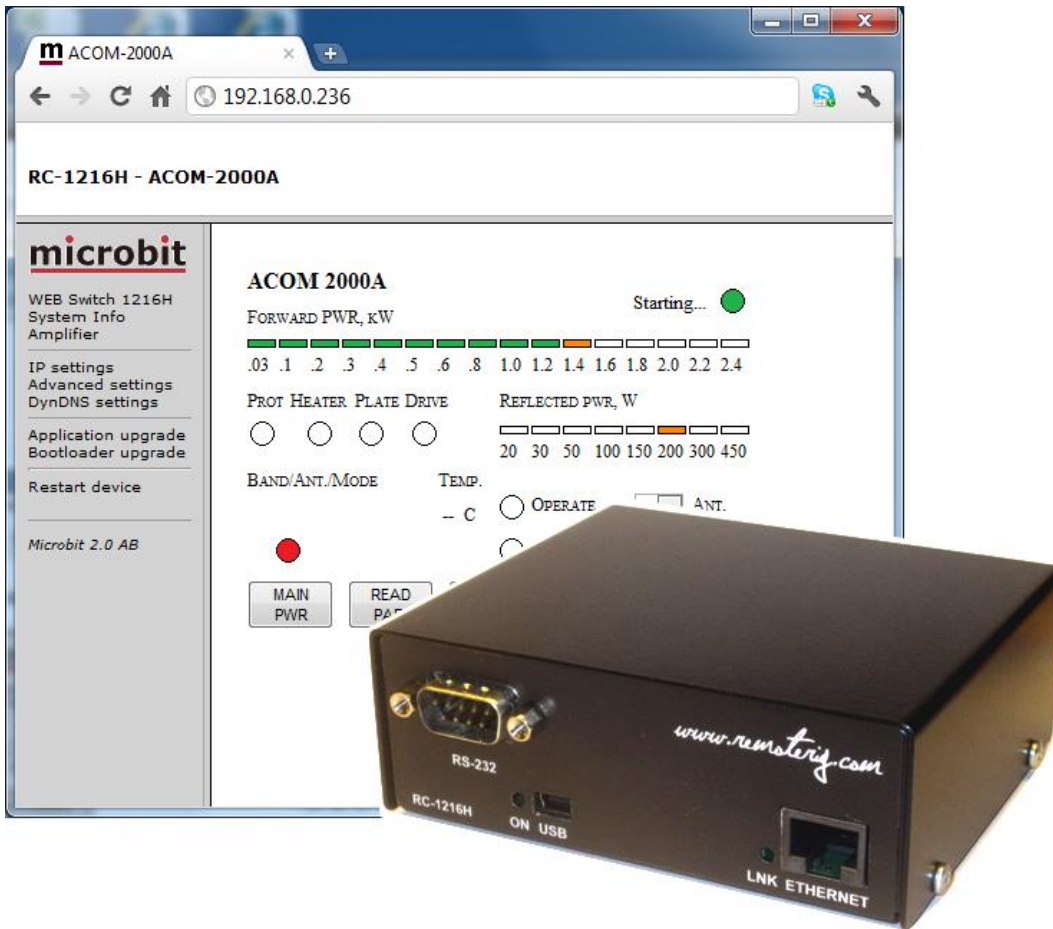 m ACOM-2000A
192.168.0.236
RC-1216H - ACOM-2000A
microbit
WEB Switch 1216H
System Info
Amplifier
IP settings
Advanced settings
DynDNS settings
Application upgrade
Bootloader upgrade
Restart device
Microbit 2.0 AB
ACOM 2000A
Starting...
FORWARD PWR, KW
.03 .1 .2 .3 .4 .5 .6 .8 1.0 1.2 1.4 1.6 1.8 2.0 2.2 2.4
PROT HEATER PLATE DRIVE
REFLECTED PWR, W
20 30 50 100 150 200 300 450
BAND/ANT./MODE
TEMP.
-- C
OPERATE
ANT.
MAIN
PWR
READ
www.remoterig.com
RS-232
RC-1216H
ON USB
LNK ETHERNET